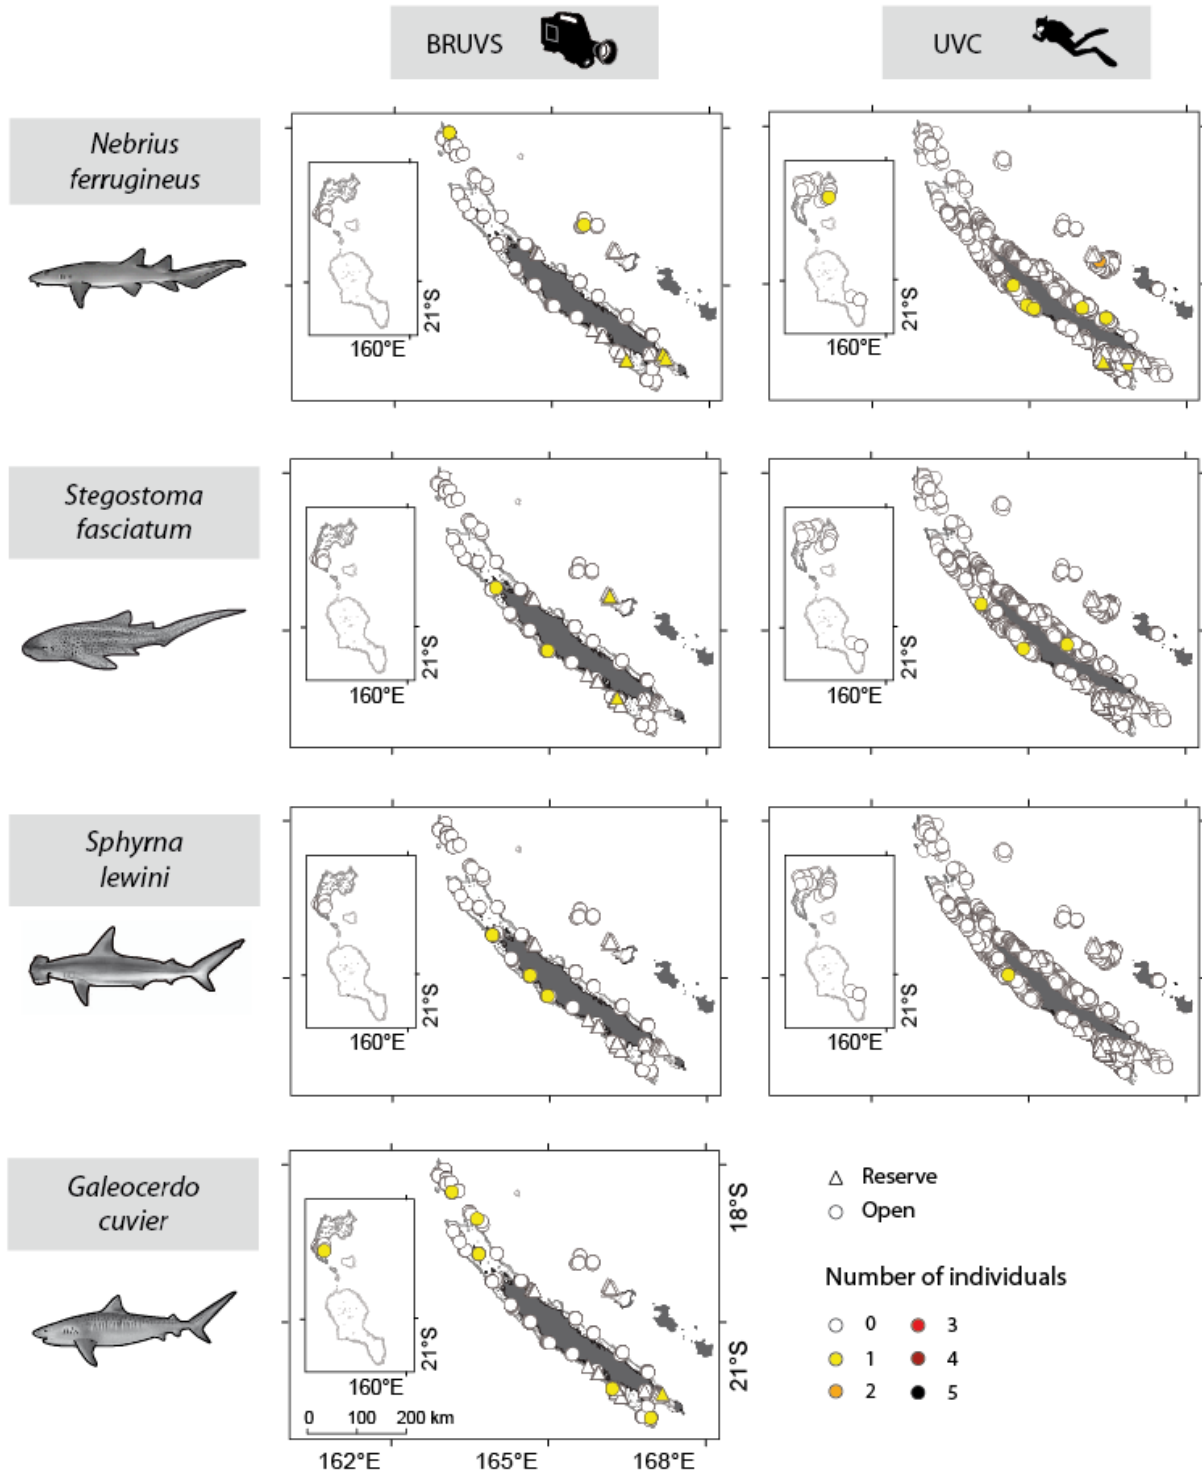 BRUVS
UVC
Nebrius
ferrugineus
21°S
160°E
21°S
160°E
Stegostoma
fasciatum
21°S
160°E
21°S
160°E
Sphyrna
lewini
21°S
160°E
21°S
160°E
Galeocerdo
cuvier
21°S
160°E
0 100 200 km
18°S
21°S
162°E 165°E 168°E
Reserve
Open
Number of individuals
0 3
1 4
2 5